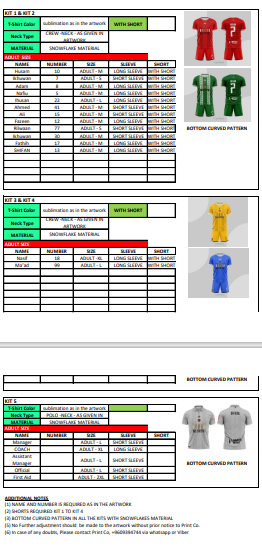 KIT 1 & KIT 2
T-Shirt Color sublimation as in the artwork WITH SHORT
Neck Type CREW -NECK - AS GIVEN IN ARTWORK
MATERIAL SNOWFLAKE MATERIAL
ADULT SIZE
NAME NUMBER SIZE SLEEVE SHORT
Husam 10 ADULT - M LONG SLEEVE WITH SHORT
Ikhuwan 7 ADULT - S SHORT SLEEVE WITH SHORT
Adam 8 ADULT - M SHORT SLEEVE WITH SHORT
Nafiu 5 ADULT - M LONG SLEEVE WITH SHORT
22 ADULT - L LONG SLEEVE WITH SHORT
Ahmed 41 ADULT - M SHORT SLEEVE WITH SHORT
Ali 15 ADULT - M SHORT SLEEVE WITH SHORT
Fazeen 12 ADULT - M SHORT SLEEVE WITH SHORT
Rilwaan 77 ADULT - S SHORT SLEEVE WITH SHORT
Ikhuwan 30 ADULT - M SHORT SLEEVE WITH SHORT
Fathih 17 ADULT - M LONG SLEEVE WITH SHORT
SHIFAN 13 ADULT - M LONG SLEEVE WITH SHORT
BOTTOM CURVED PATTERN
KIT 3 & KIT 4
T-Shirt Color sublimation as in the artwork WITH SHORT
Neck Type CREW -NECK - AS GIVEN IN ARTWORK
MATERIAL SNOWFLAKE MATERIAL
ADULT SIZE
NAME NUMBER SIZE SLEEVE SHORT
Nasif 18 ADULT -XL LONG SLEEVE WITH SHORT
Ma'ad 99 ADULT - L LONG SLEEVE WITH SHORT
BOTTOM CURVED PATTERN
KIT 5
T-Shirt Color sublimation as in the artwork
Neck Type POLO -NECK - AS GIVEN IN
MATERIAL SNOWFLAKE MATERIAL
ADULT SIZE
NAME NUMBER SIZE SLEEVE SHORT
Manager ADULT - L LONG SLEEVE
COACH ADULT - XL LONG SLEEVE
Assistant
Manager ADULT - L SHORT SLEEVE
Official ADULT - L SHORT SLEEVE
First Aid ADULT - 2XL SHORT SLEEVE
BOTTOM CURVED PATTERN
ADDITIONAL NOTES
(1) NAME AND NUMBER IS REQUIRED AS IN THE ARTWORK
(2) SHORTS REQUIRED KIT 1 TO KIT 4
(3) BOTTOM CURVED PATTERN IN ALL THE KITS WITH SNOWFLAKES MATERIAL
(5) No Further adjustment should be made to the artwork without prior notice to Print Co.
(6) In case of any doubts, Please contact Print Co, +9609394744 via whatsapp or Viber